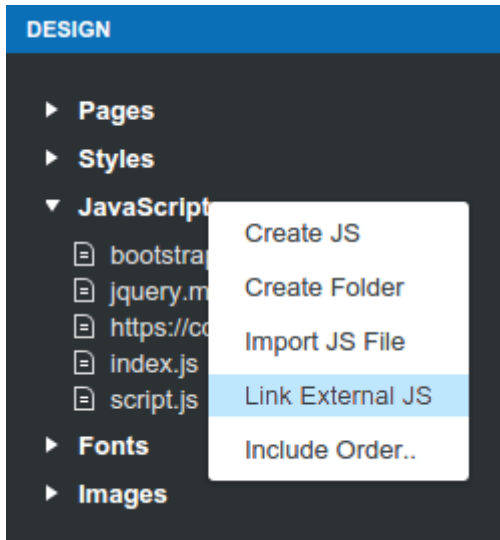 DESIGN
Pages
Styles
JavaScript
Create JS
bootstrap
Create Folder
jquery.m
Import JS File
https://co
index.js
Link External JS
script.js
Fonts
Include Order..
Images